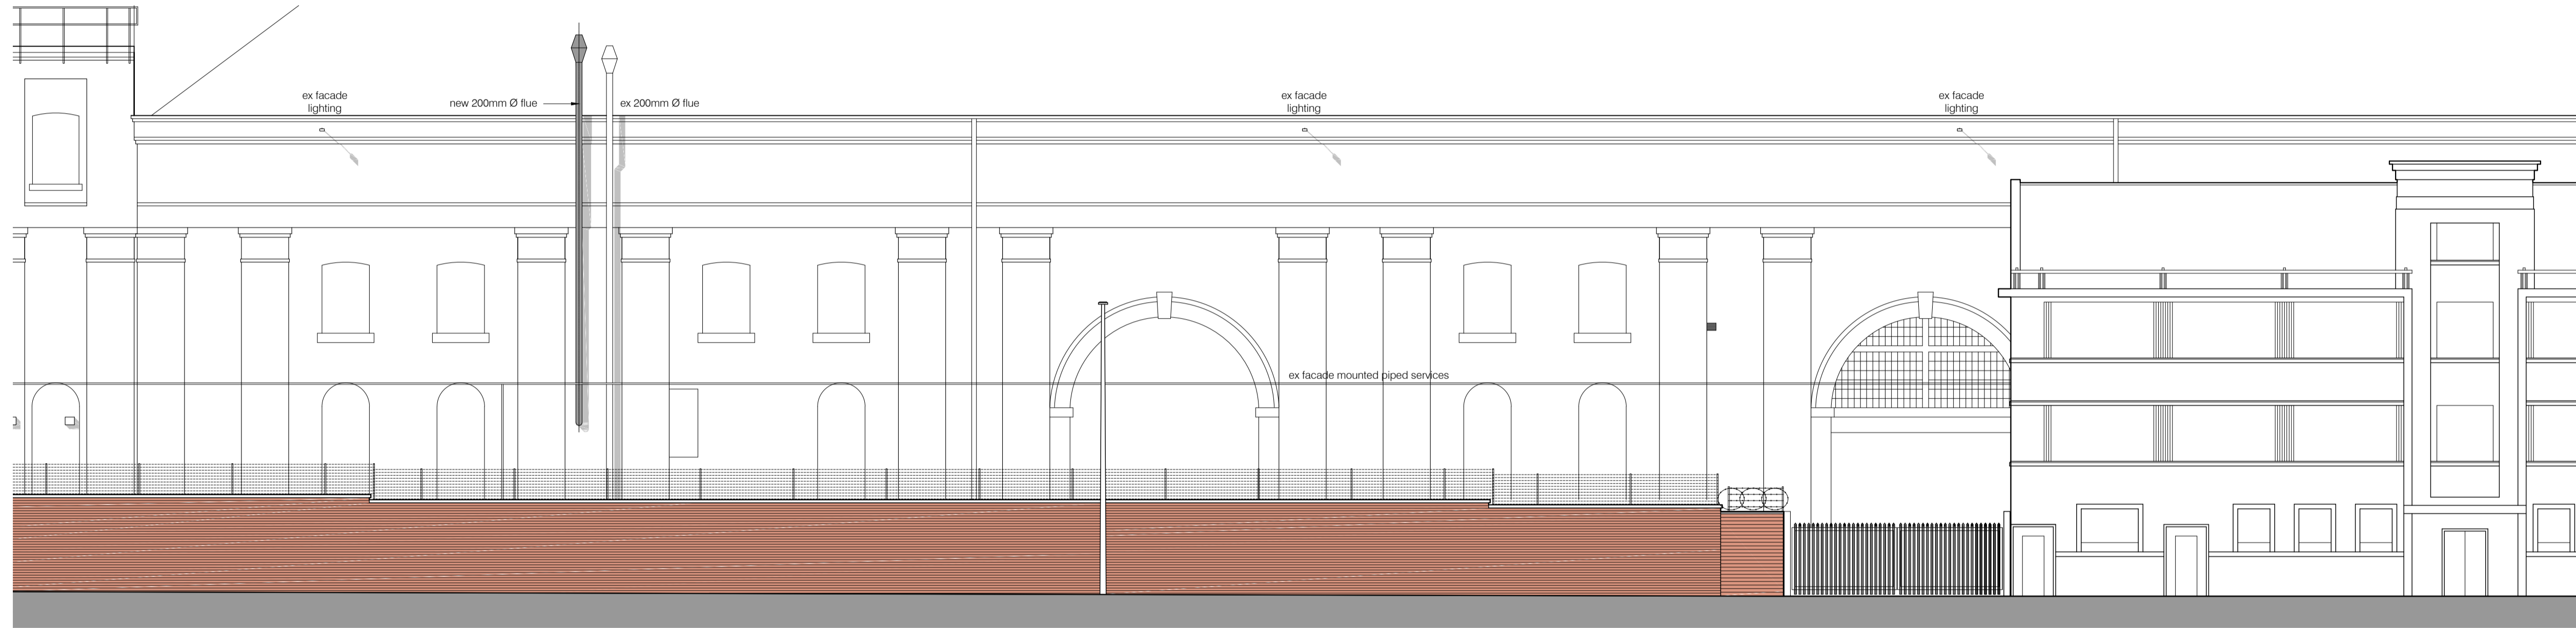 ex facade
lighting
new 200mm Ø flue
ex 200mm Ø flue
ex facade
lighting
ex facade
lighting
ex facade mounted piped services